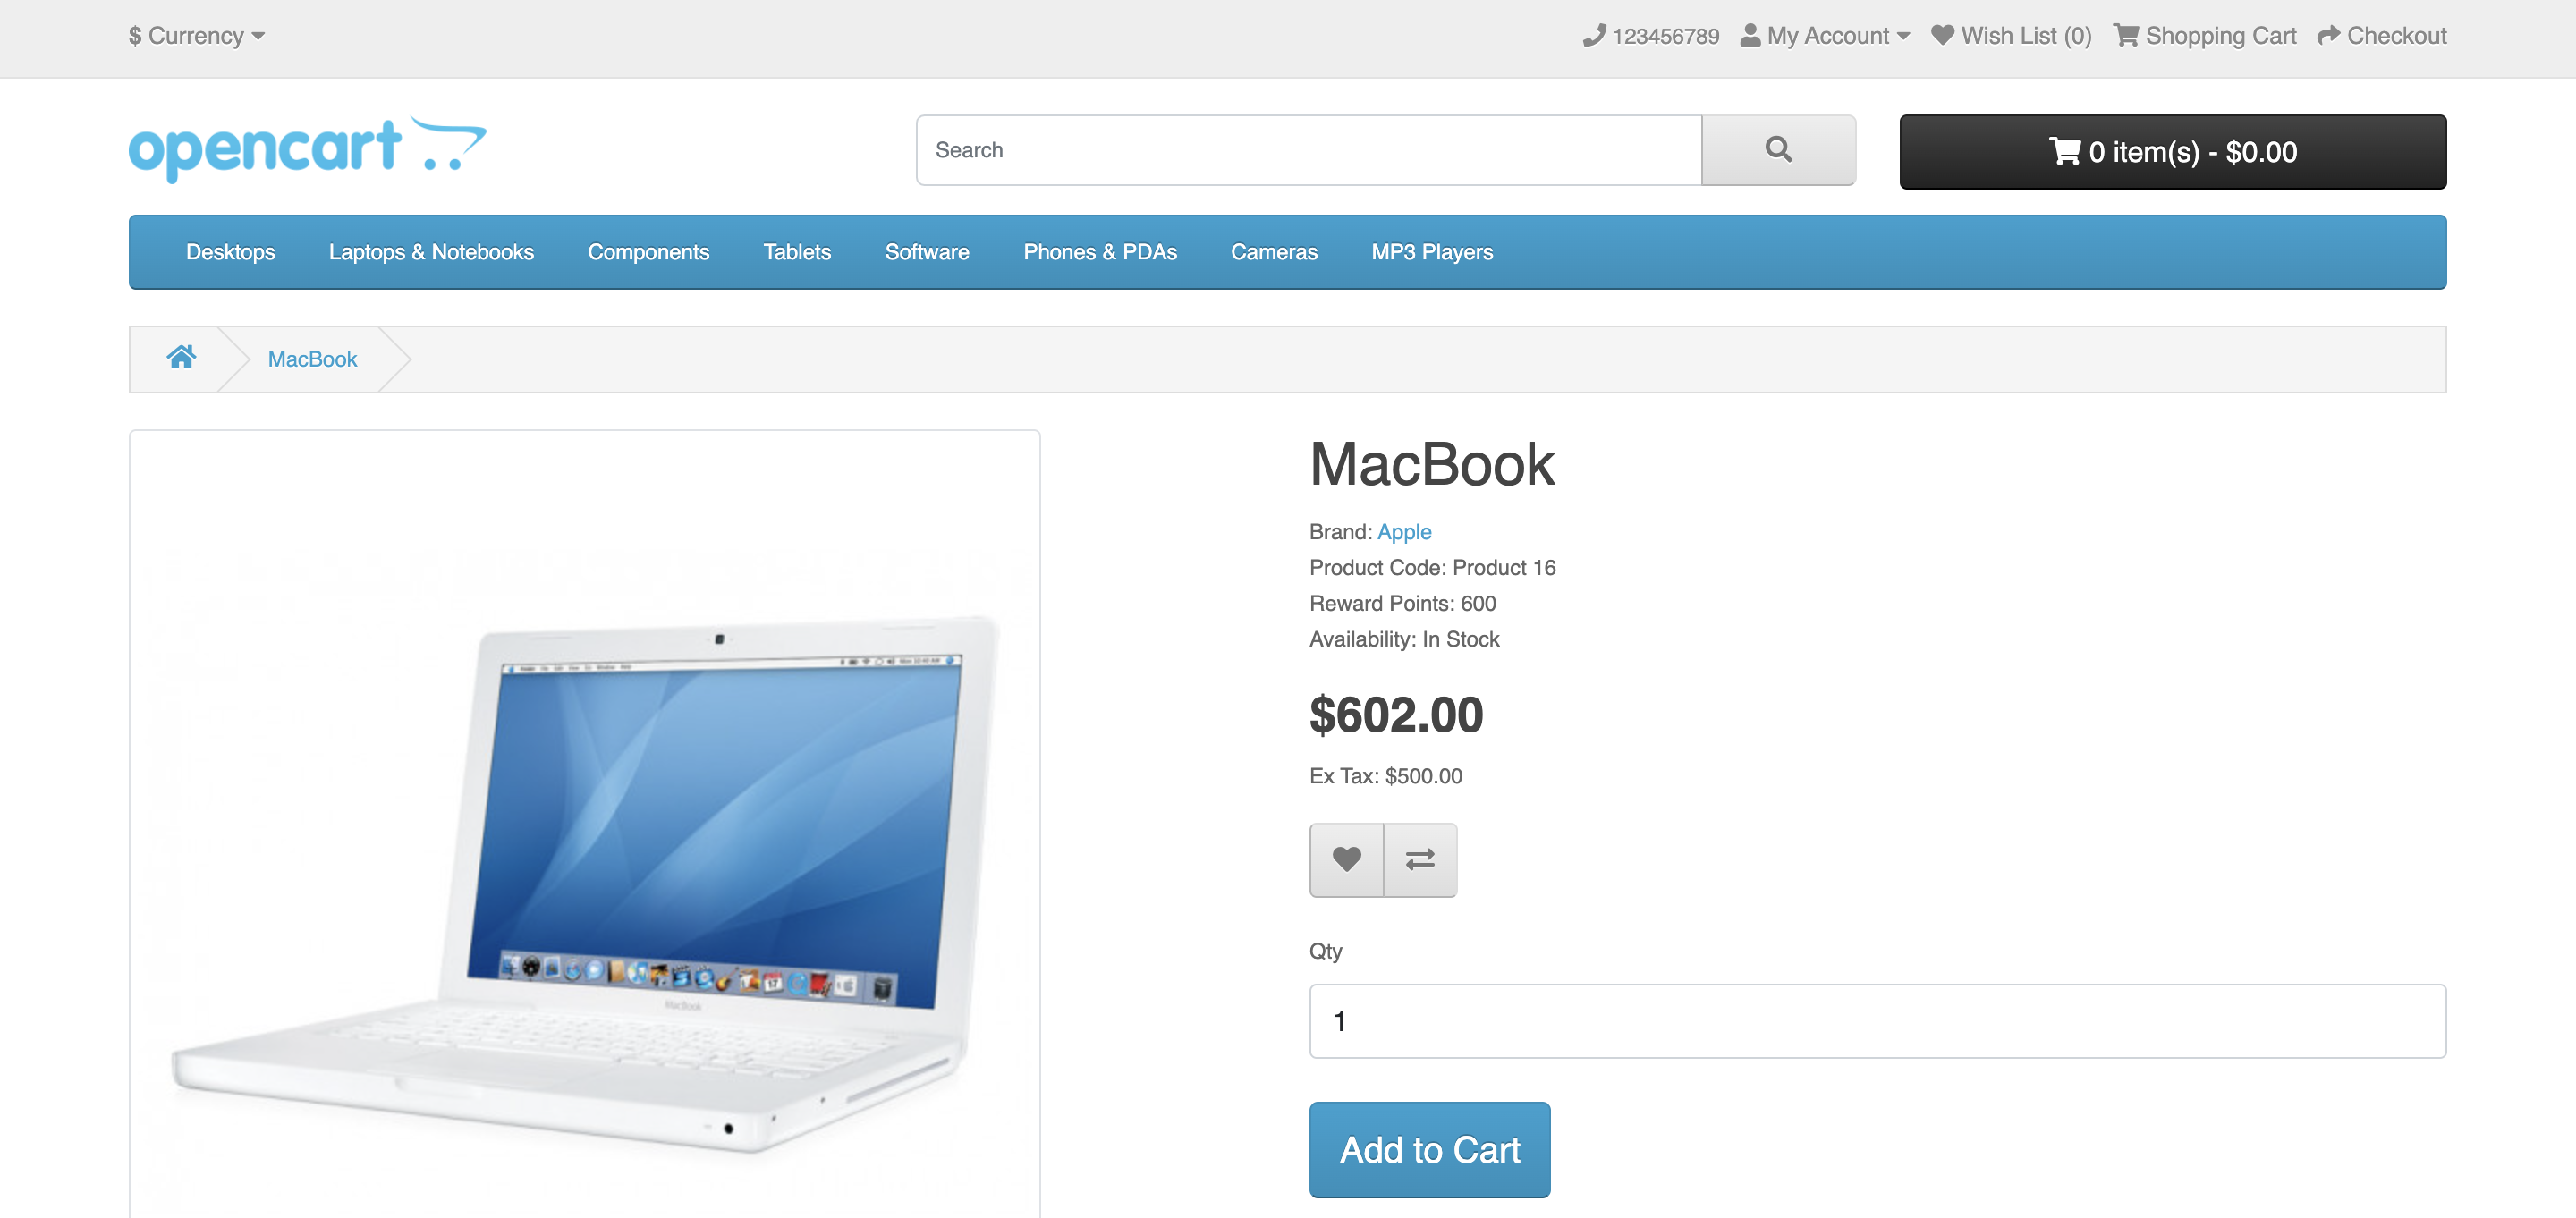 $ Currency
123456789 My Account Wish List (0) Shopping Cart Checkout
opencart
Search
0 item(s) - $0.00
Desktops Laptops & Notebooks Components Tablets Software Phones & PDAs Cameras MP3 Players
MacBook
MacBook
Brand: Apple
Product Code: Product 16
Reward Points: 600
Availability: In Stock
$602.00
Ex Tax: $500.00
Qty
1
Add to Cart
MacBook